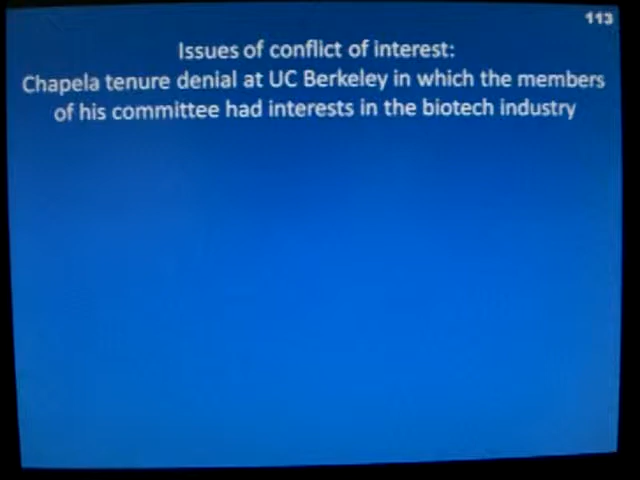 113
Issues of conflict of interest:
Chapela tenure denial at UC Berkeley in which the members
of his committee had interests in the biotech industry